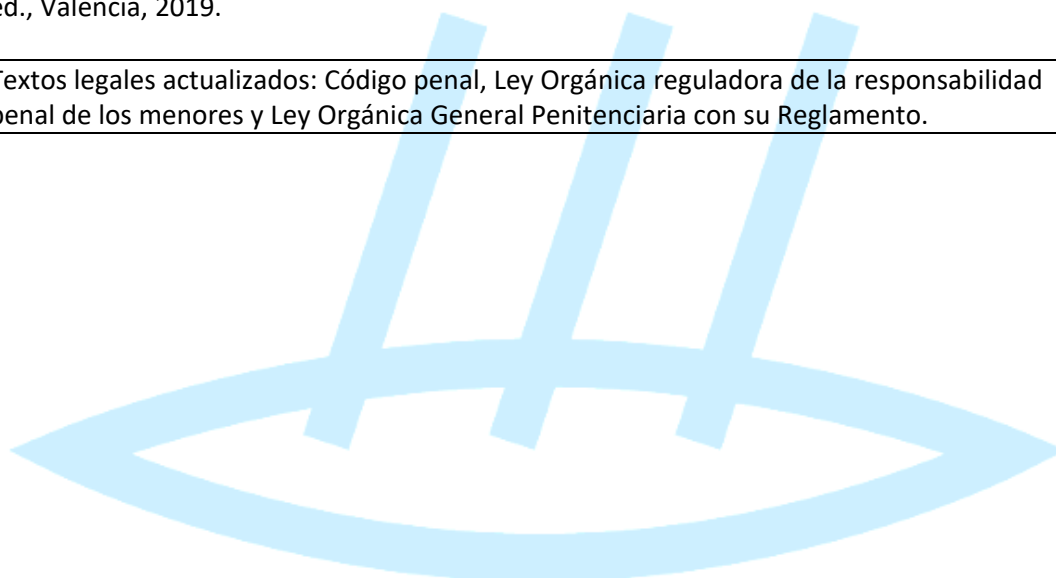 ed., Valencia, 2019.
Textos legales actualizados: Código penal, Ley Orgánica reguladora de la responsabilidad
penal de los menores y Ley Orgánica General Penitenciaria con su Reglamento.